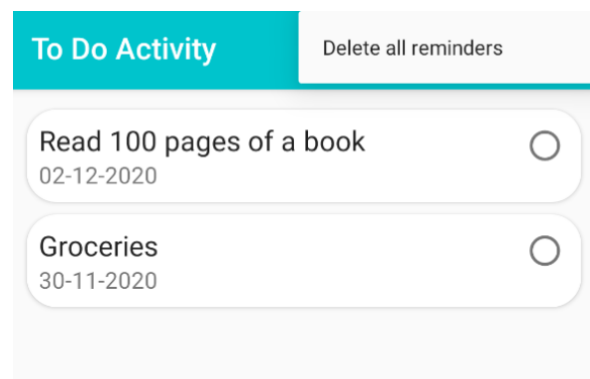 To Do Activity
Delete all reminders
Read 100 pages of a book
02-12-2020
Groceries
30-11-2020